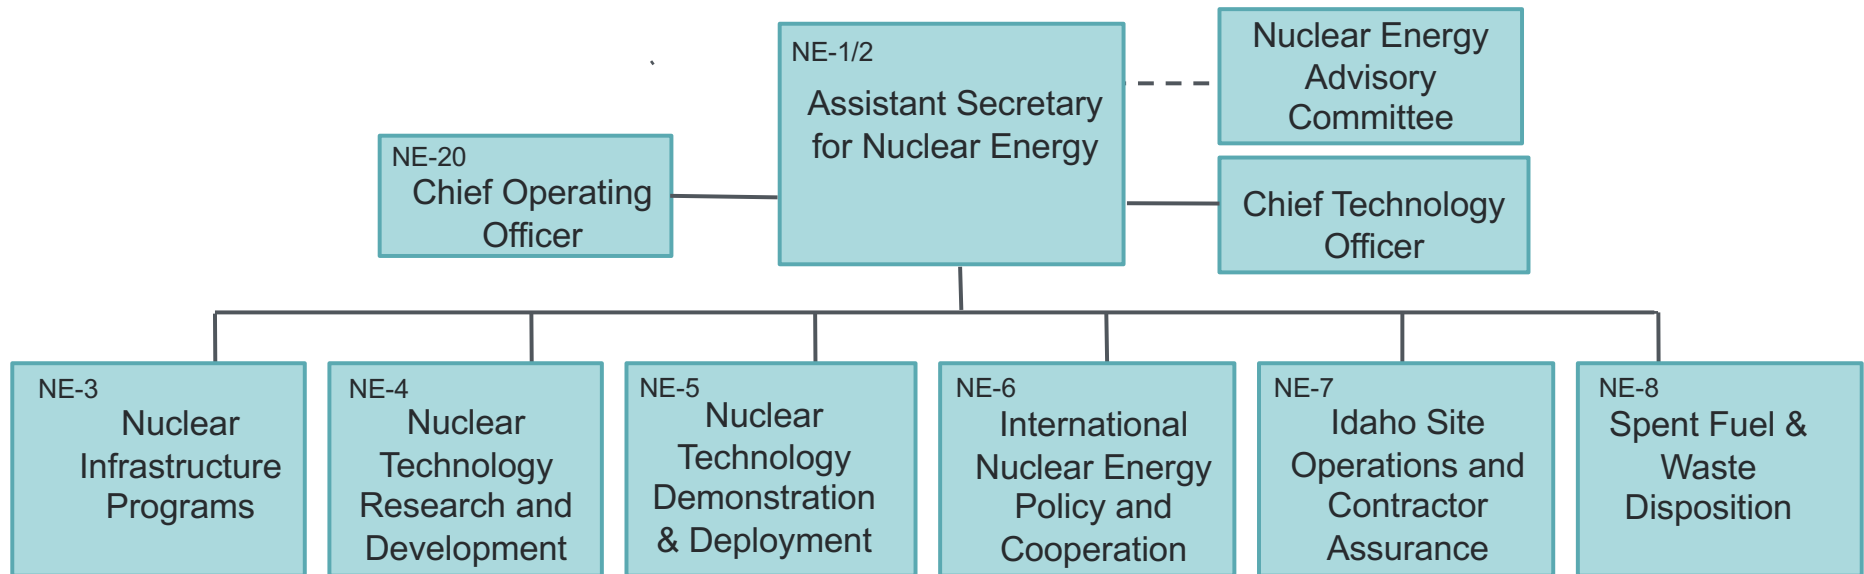 NE-1/2
Assistant Secretary
for Nuclear Energy
Nuclear Energy
Advisory
Committee
NE-20
Chief Operating
Officer
Chief Technology
Officer
NE-3
Nuclear
Infrastructure
Programs
NE-4
Nuclear
Technology
Research and
Development
NE-5
Nuclear
Technology
Demonstration
& Deployment
NE-6
International
Nuclear Energy
Policy and
Cooperation
NE-7
Idaho Site
Operations and
Contractor
Assurance
NE-8
Spent Fuel &
Waste
Disposition